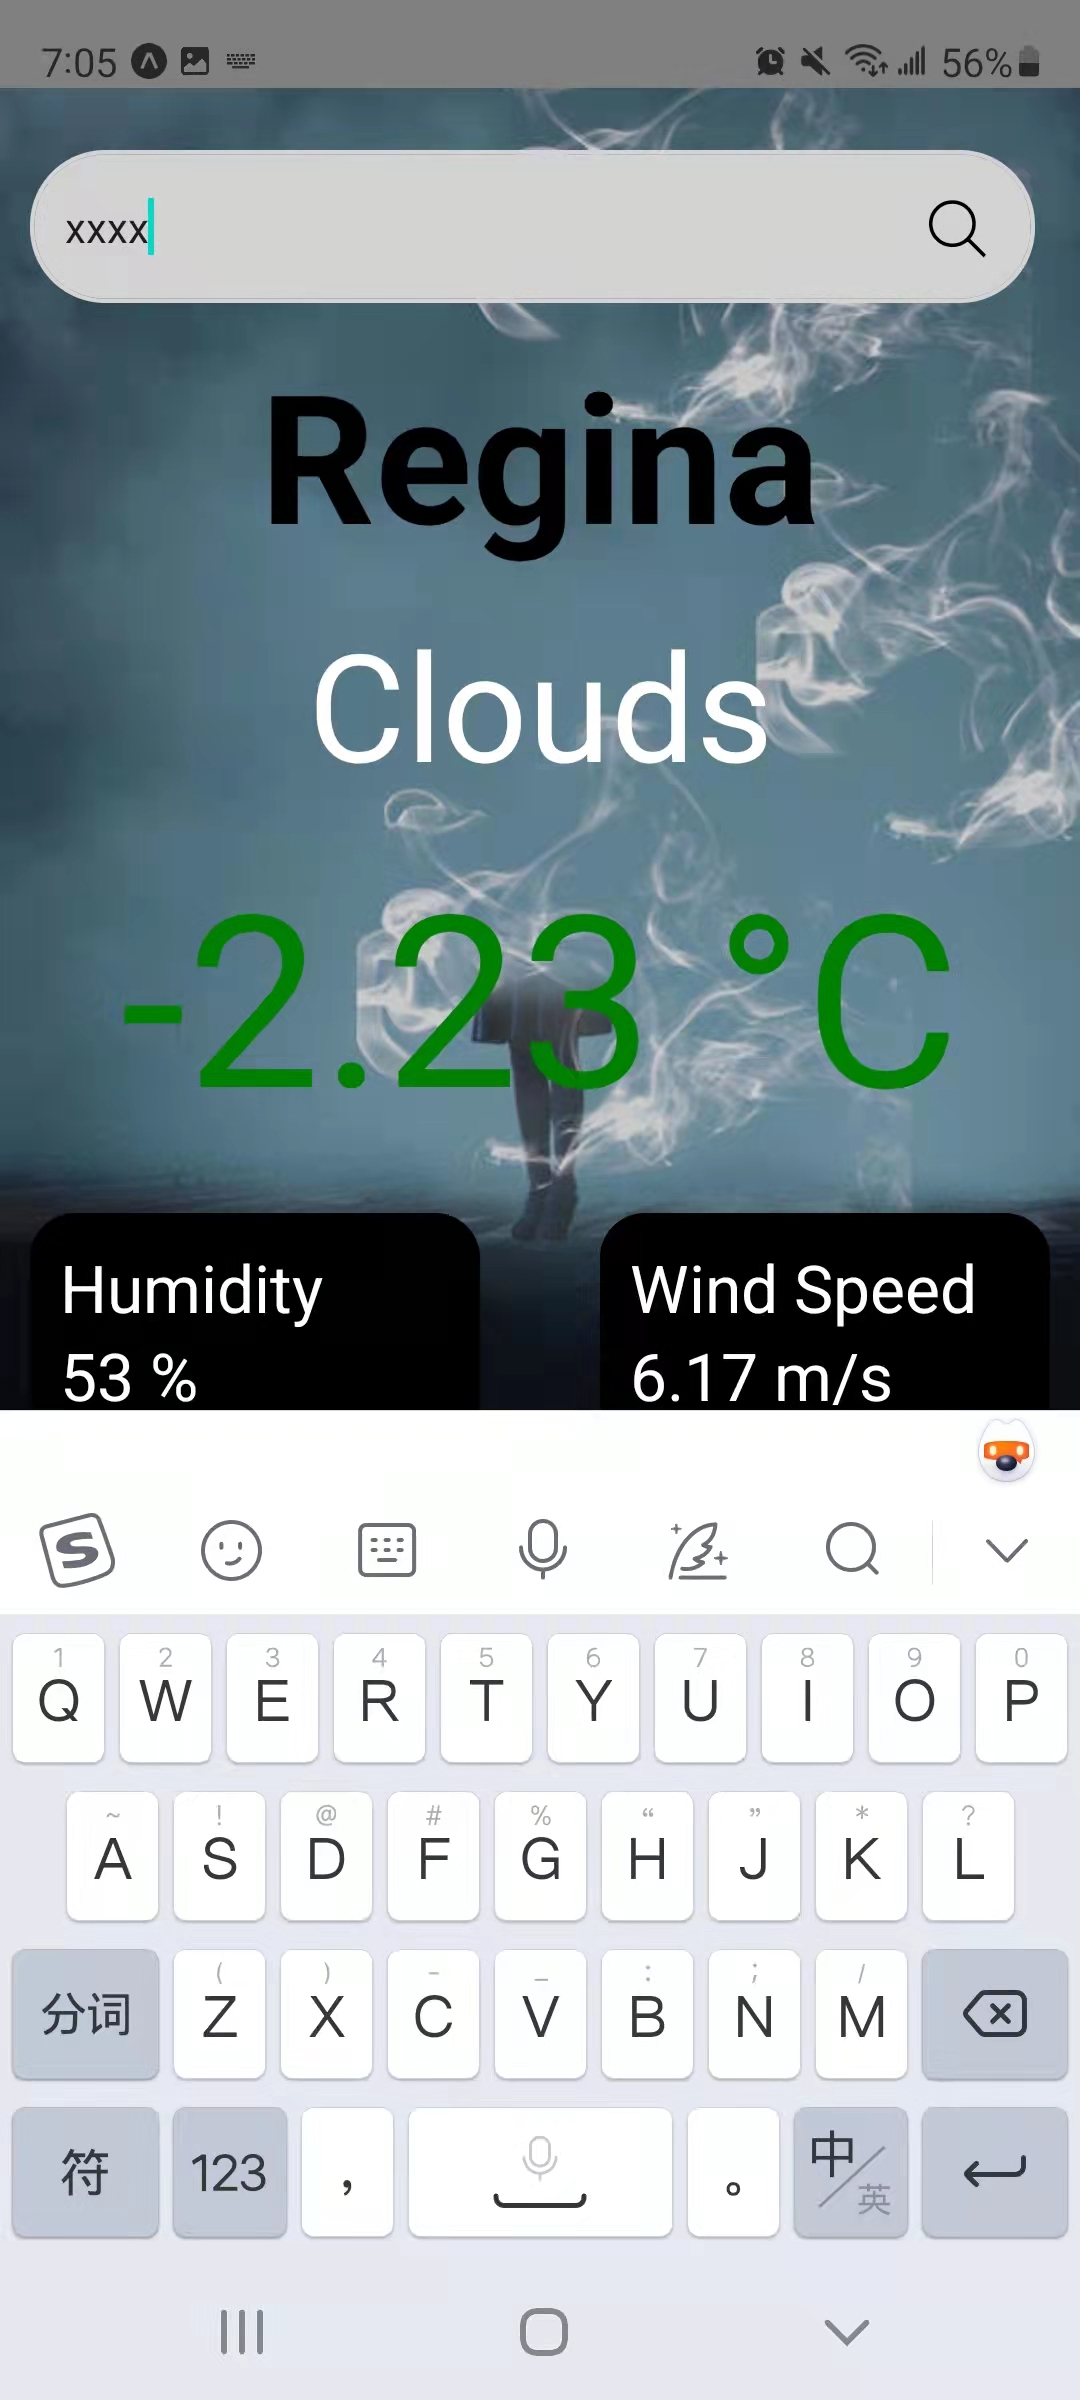 7:05 56%
xxxx
Regina
Clouds
-2.23 °C
Humidity
53 %
Wind Speed
6.17 m/s
S
1 2 3 4 5 6 7 8 9 0
Q W E R T Y U I O P
~ ! @ # % “ ” * ?
A S D F G H J K L
( ) - _ : ; /
分词 Z X C V B N M
符 123 , 。 中/英